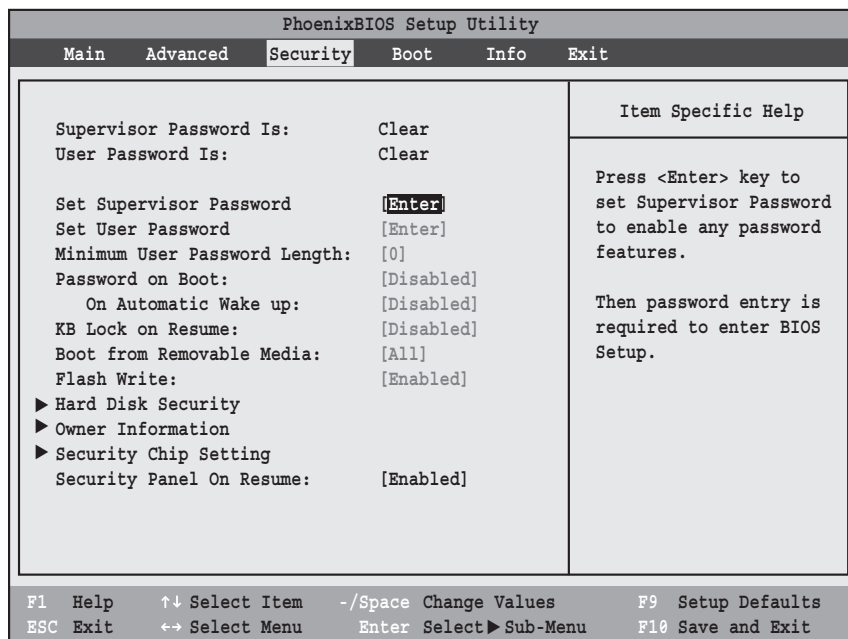 PhoenixBIOS Setup Utility
Main Advanced Security Boot Info Exit
Supervisor Password Is: Clear
User Password Is: Clear
Set Supervisor Password [Enter]
Set User Password [Enter]
Minimum User Password Length: [0]
Password on Boot: [Disabled]
On Automatic Wake up: [Disabled]
KB Lock on Resume: [Disabled]
Boot from Removable Media: [All]
Flash Write: [Enabled]
▶ Hard Disk Security
▶ Owner Information
▶ Security Chip Setting
Security Panel On Resume: [Enabled]
Item Specific Help
Press <Enter> key to
set Supervisor Password
to enable any password
features.
Then password entry is
required to enter BIOS
Setup.
F1 Help ↑↓ Select Item -/Space Change Values F9 Setup Defaults
ESC Exit ←→ Select Menu Enter Select ▶ Sub-Menu F10 Save and Exit